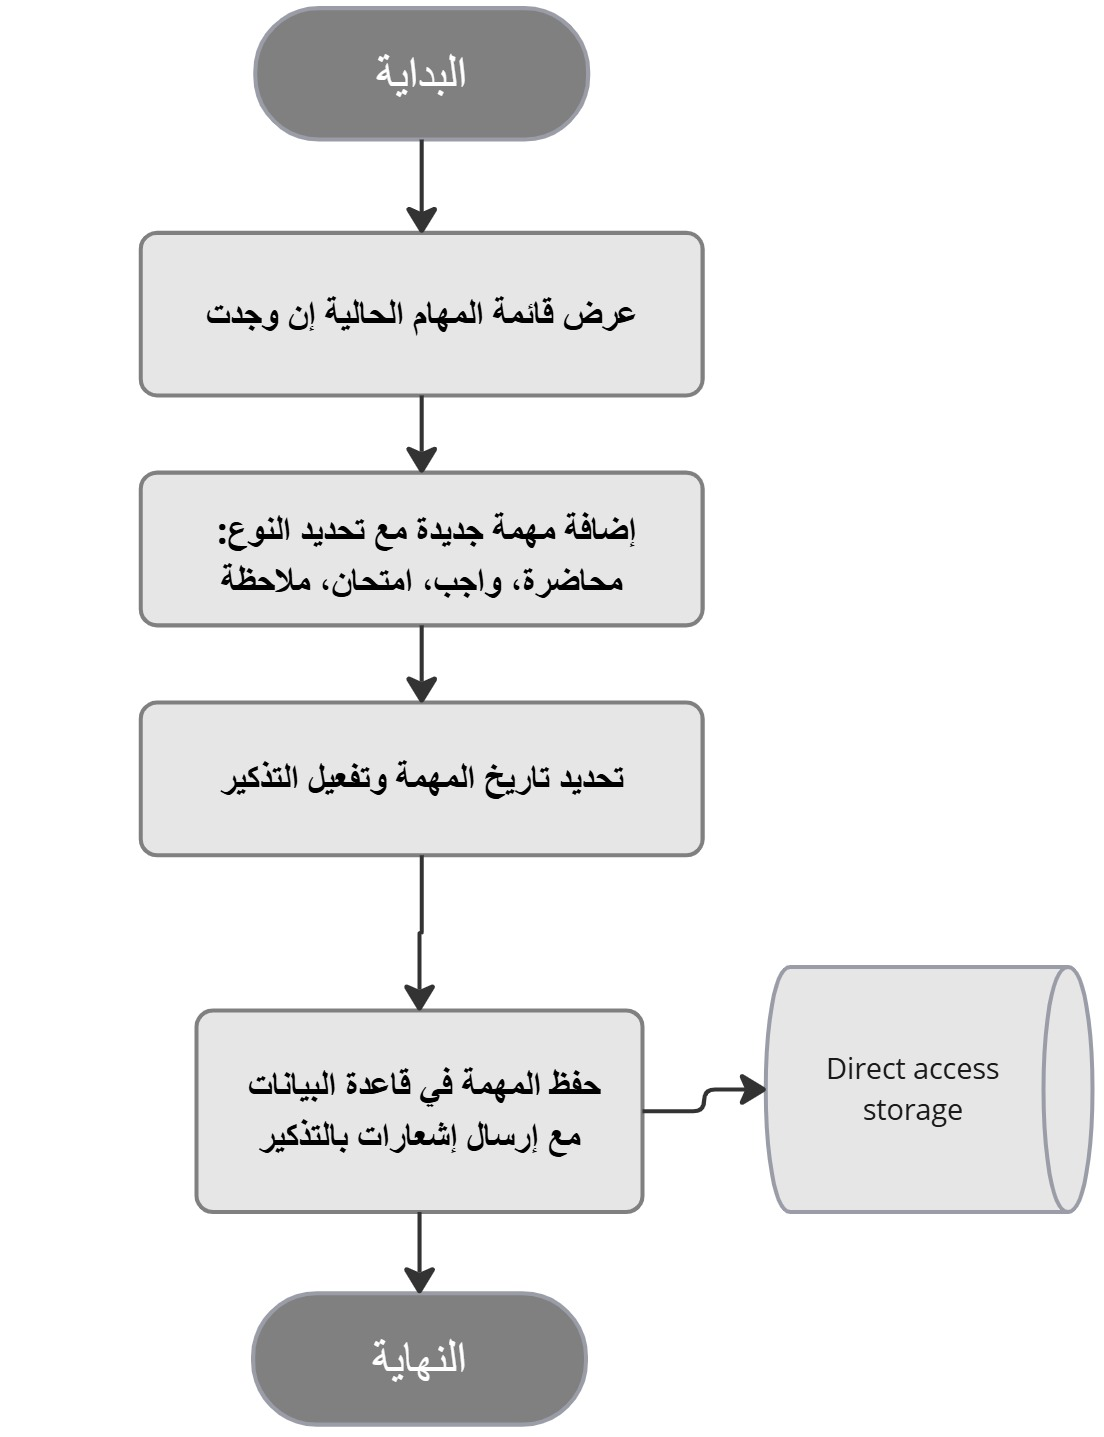 البداية
عرض قائمة المهام الحالية إن وجدت
إضافة مهمة جديدة مع تحديد النوع:
محاضرة، واجب، امتحان، ملاحظة
تحديد تاريخ المهمة وتفعيل التذكير
حفظ المهمة في قاعدة البيانات
مع إرسال إشعارات بالتذكير
Direct access
storage
النهاية